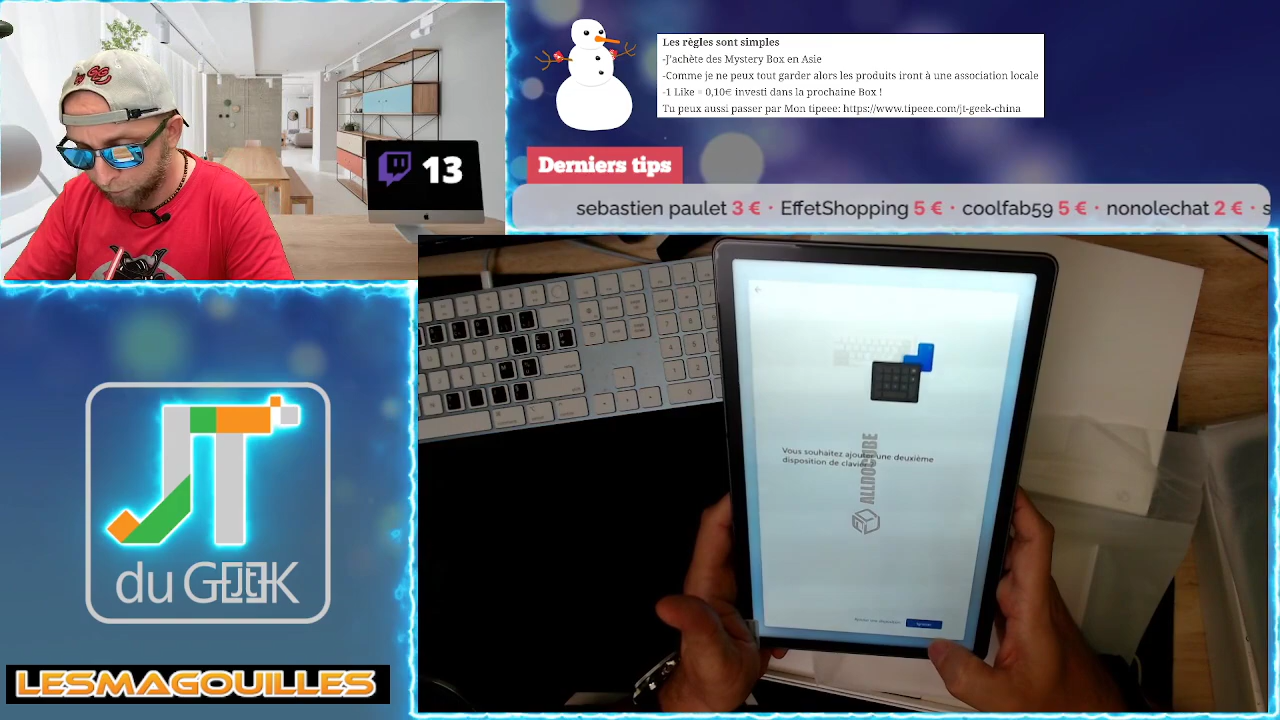 Les règles sont simples
-J'achète des Mystery Box en Asie
-Comme je ne peux tout garder alors les produits iront à une association locale
-1 Like = 0,10€ investi dans la prochaine Box !
Tu peux aussi passer par Mon tipeee: https://www.tipeee.com/jt-geek-china
13
Derniers tips
sebastien paulet 3 € · EffetShopping 5 € · coolfab59 5 € · nonolechat 2 € · s
Vous souhaitez ajouter une deuxième
disposition de clavier
ALLDOCUBE
JT
du GEEK
LESMAGOUILLES